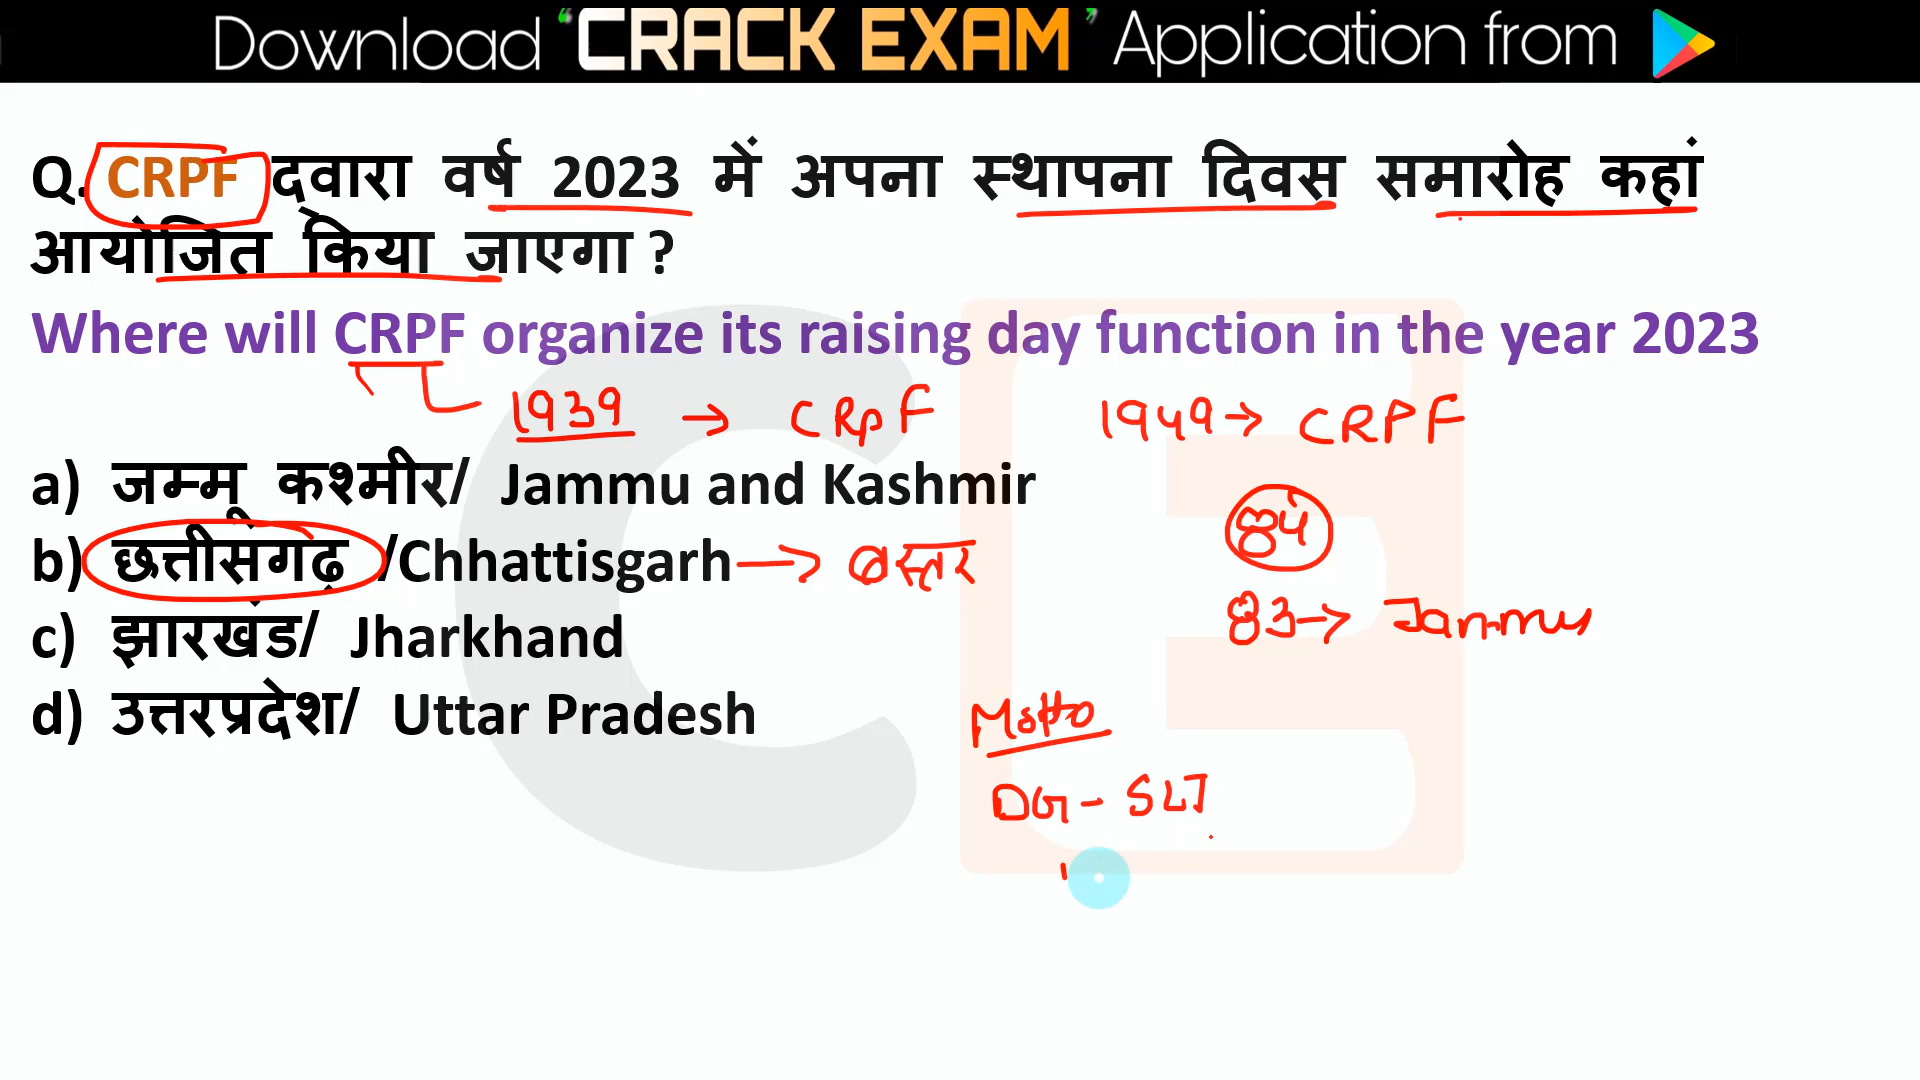 Download “CRACK EXAM” Application from
Q. CRPF द्वारा वर्ष 2023 में अपना स्थापना दिवस समारोह कहां
आयोजित किया जाएगा ?
Where will CRPF organize its raising day function in the year 2023
1939 → CRPF 1949 → CRPF
a) जम्मू कश्मीर/ Jammu and Kashmir
84
b) छत्तीसगढ़ /Chhattisgarh → बस्तर
83 → Jammu
c) झारखंड/ Jharkhand
d) उत्तरप्रदेश/ Uttar Pradesh
Motto
DG - SLT